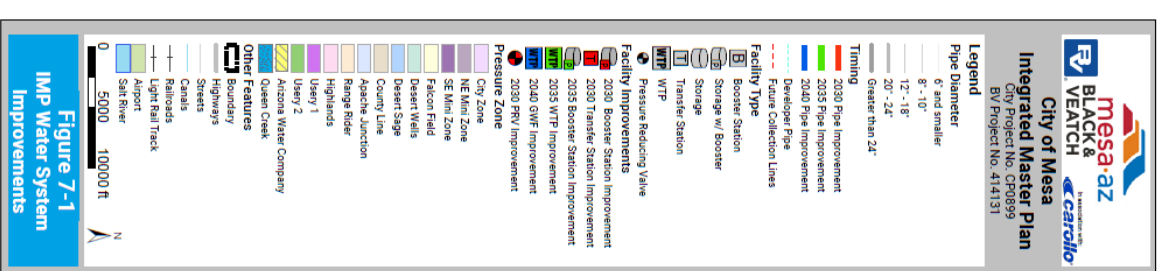 mesa·az
BLACK & VEATCH
In association with:
carollo
City of Mesa
Integrated Master Plan
City Project No. CP0899
BV Project No. 414131
Legend
Pipe Diameter
6" and smaller
8" - 10"
12" - 18"
20" - 24"
Greater than 24"
Timing
2030 Pipe Improvement
2035 Pipe Improvement
2040 Pipe Improvement
Developer Pipe
Future Collection Lines
Facility Type
B Booster Station
Storage w/ Booster
Storage
T Transfer Station
WTP WTP
Pressure Reducing Valve
Facility Improvements
2030 Booster Station Improvement
T 2030 Transfer Station Improvement
2035 Booster Station Improvement
WTP 2035 WTP Improvement
WTP 2040 GWF Improvement
2030 PRV Improvement
Pressure Zone
City Zone
NE Mini Zone
SE Mini Zone
Falcon Field
Desert Wells
Desert Sage
County Line
Apache Junction
Range Rider
Highlands
Usery 1
Usery 2
Arizona Water Company
Queen Creek
Other Features
Boundary
Highways
Streets
Canals
Railroads
Light Rail Track
Airport
Salt River
0 5000 10000 ft
N
Figure 7-1
IMP Water System
Improvements